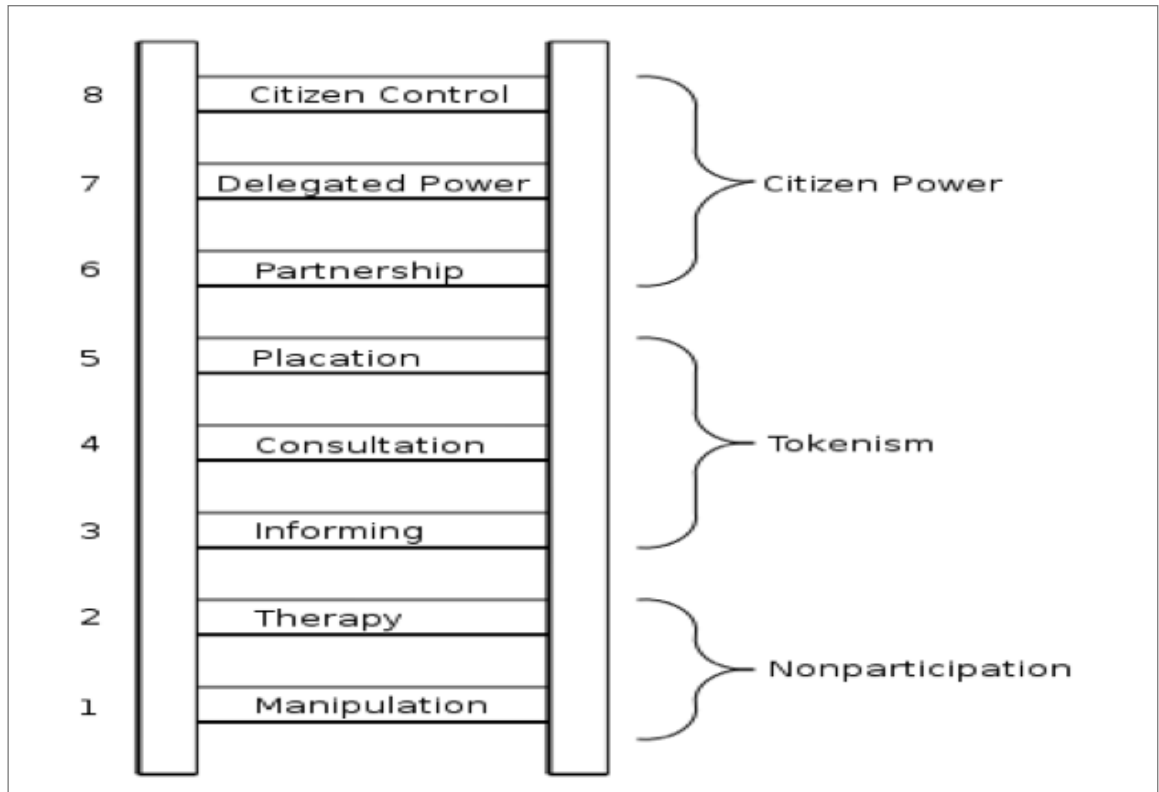 8 Citizen Control
7 Delegated Power Citizen Power
6 Partnership
5 Placation
4 Consultation Tokenism
3 Informing
2 Therapy
Nonparticipation
1 Manipulation